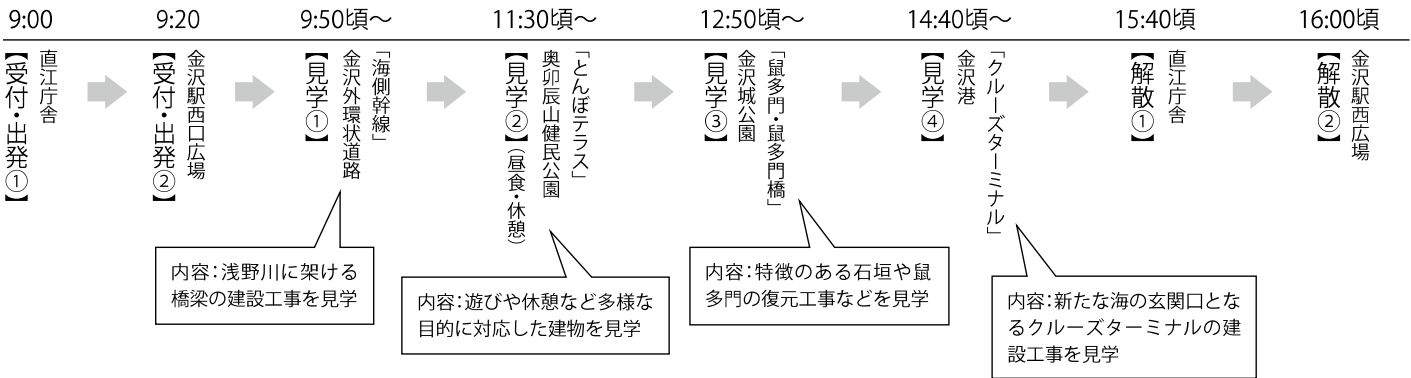 9:00
【受付・出発①】
直江庁舎
9:20
【受付・出発②】
金沢駅西口広場
9:50頃～
【見学①】
金沢外環状道路
「海側幹線」
内容：浅野川に架ける
橋梁の建設工事を見学
11:30頃～
【見学②】（昼食・休憩）
奥卯辰山健民公園
「とんぼテラス」
内容：遊びや休憩など多様な
目的に対応した建物を見学
12:50頃～
【見学③】
金沢城公園
「鼠多門・鼠多門橋」
内容：特徴のある石垣や鼠
多門の復元工事などを見学
14:40頃～
【見学④】
金沢港
「クルーズターミナル」
内容：新たな海の玄関口とな
るクルーズターミナルの建
設工事を見学
15:40頃
【解散①】
直江庁舎
16:00頃
【解散②】
金沢駅西広場